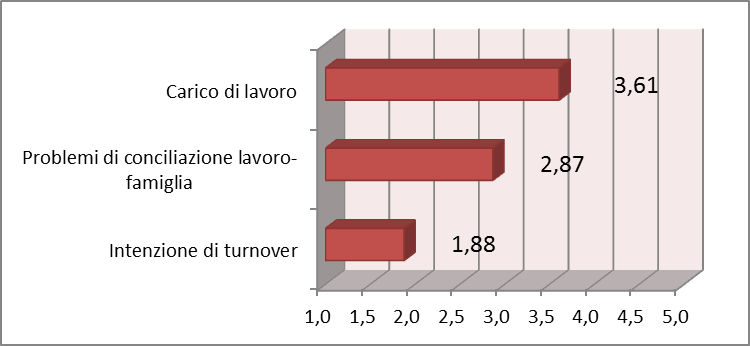 Carico di lavoro
3,61
Problemi di conciliazione lavoro-
famiglia
2,87
Intenzione di turnover
1,88
1,0 1,5 2,0 2,5 3,0 3,5 4,0 4,5 5,0